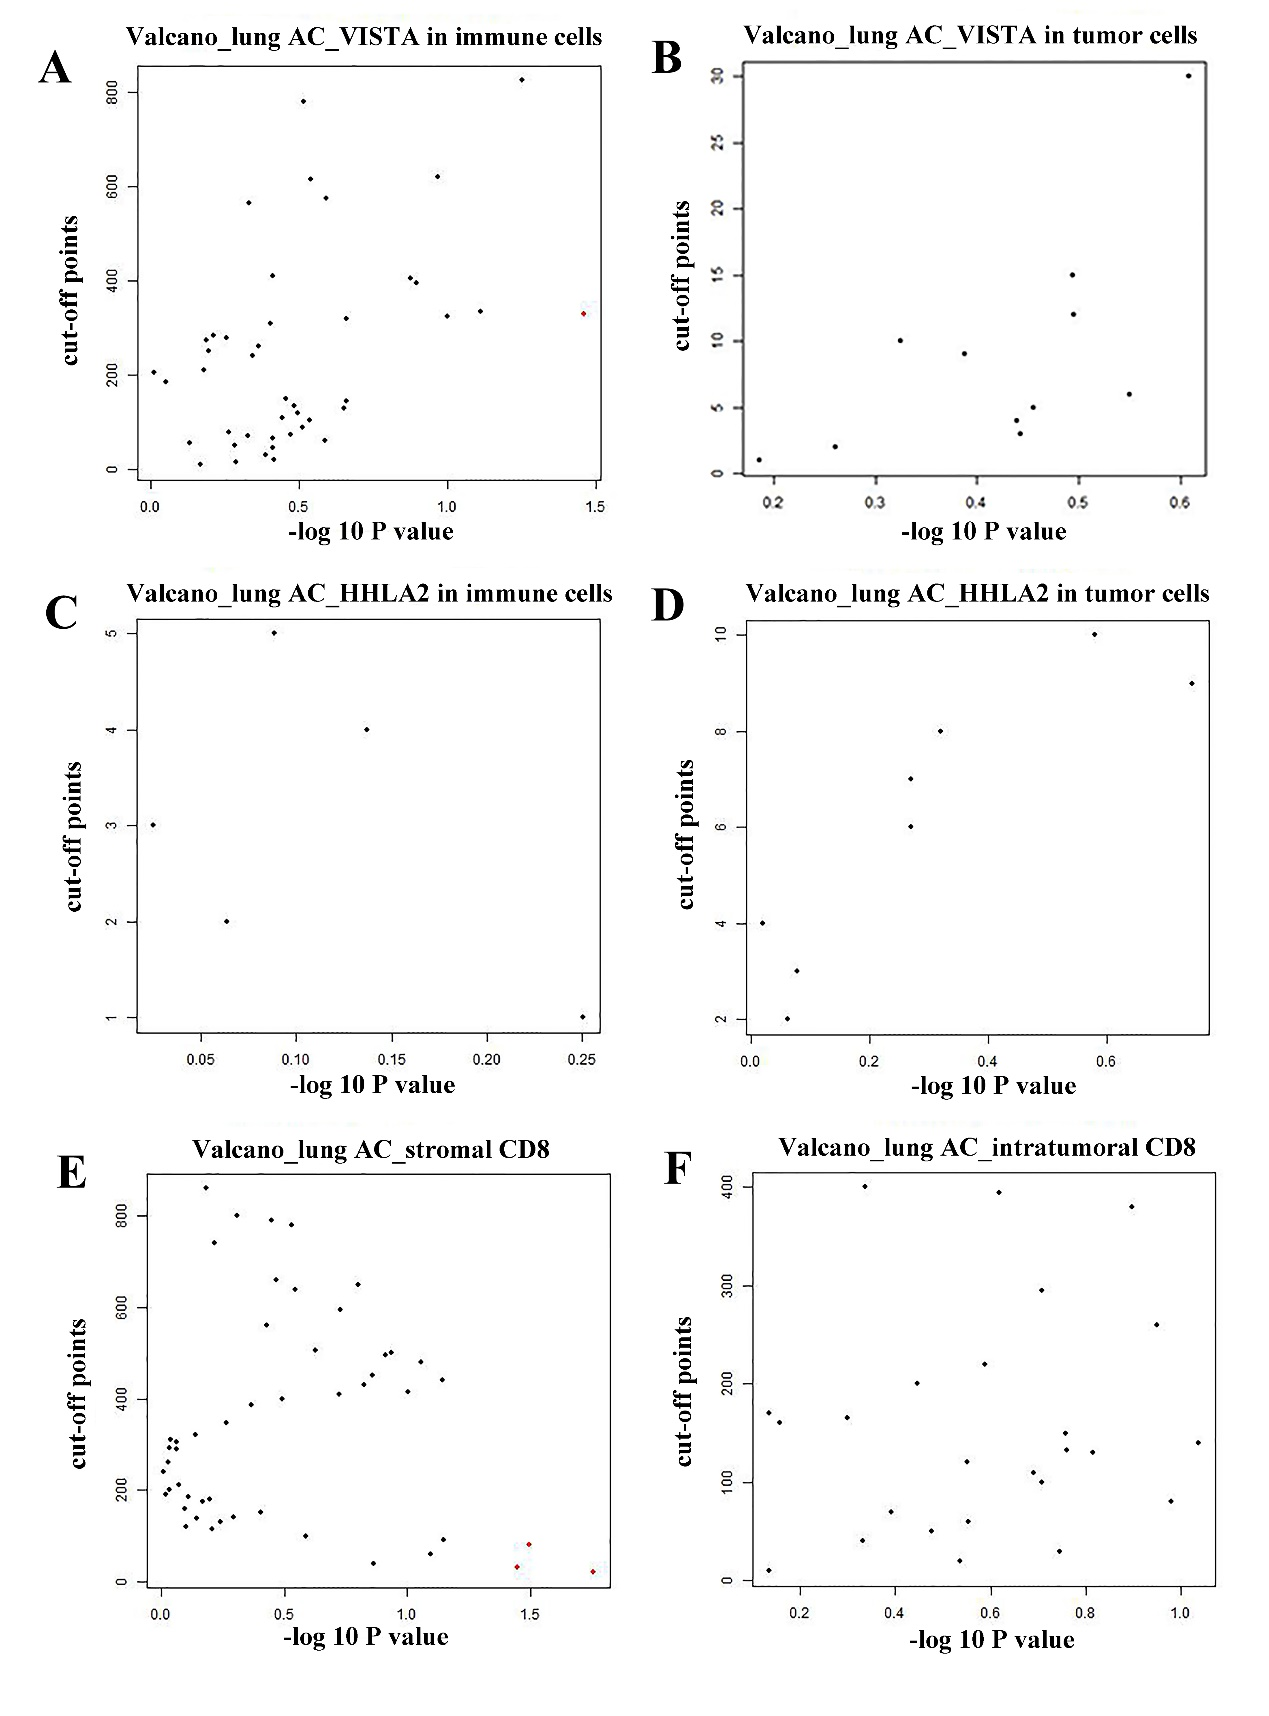 A
Valcano_lung AC_VISTA in immune cells
800
600
400
200
0
cut-off points
0.0 0.5 1.0 1.5
-log 10 P value
B
Valcano_lung AC_VISTA in tumor cells
30
25
20
15
10
5
0
cut-off points
0.2 0.3 0.4 0.5 0.6
-log 10 P value
C
Valcano_lung AC_HHLA2 in immune cells
5
4
3
2
1
cut-off points
0.05 0.10 0.15 0.20 0.25
-log 10 P value
D
Valcano_lung AC_HHLA2 in tumor cells
10
8
6
4
2
cut-off points
0.0 0.2 0.4 0.6
-log 10 P value
E
Valcano_lung AC_stromal CD8
800
600
400
200
0
cut-off points
0.0 0.5 1.0 1.5
-log 10 P value
F
Valcano_lung AC_intratumoral CD8
400
300
200
100
0
cut-off points
0.2 0.4 0.6 0.8 1.0
-log 10 P value